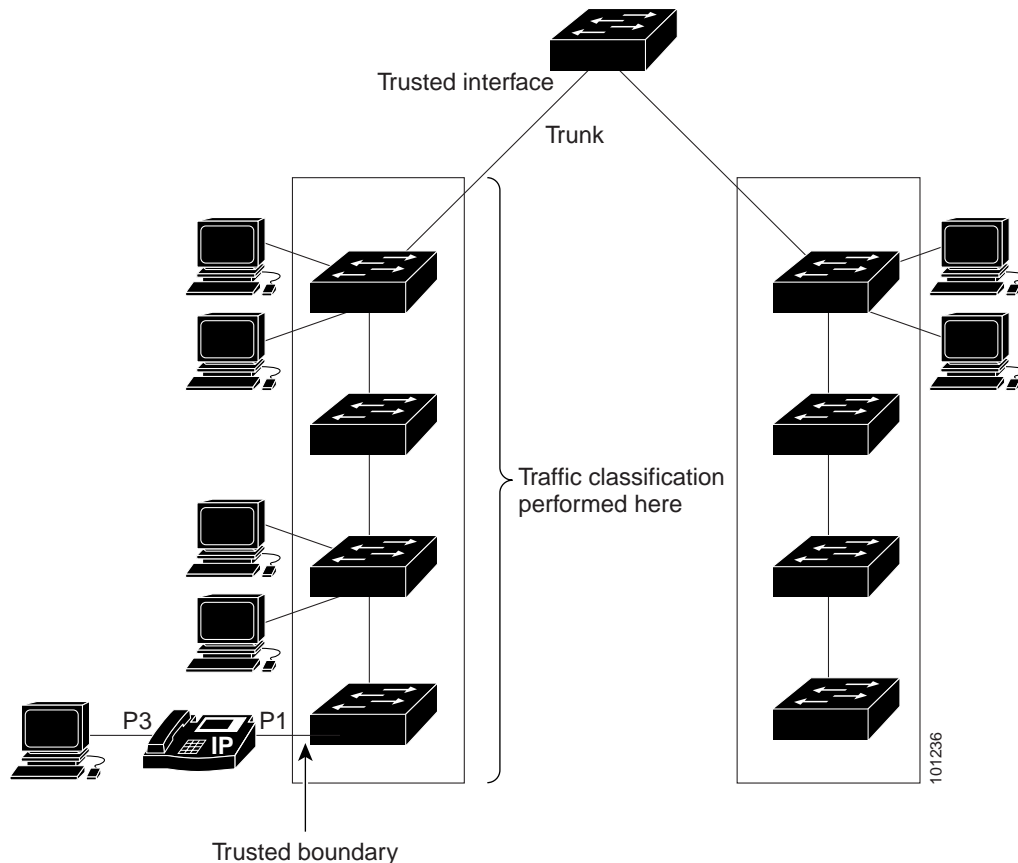 Trusted interface
Trunk
Traffic classification
performed here
P3
IP
P1
101236
Trusted boundary